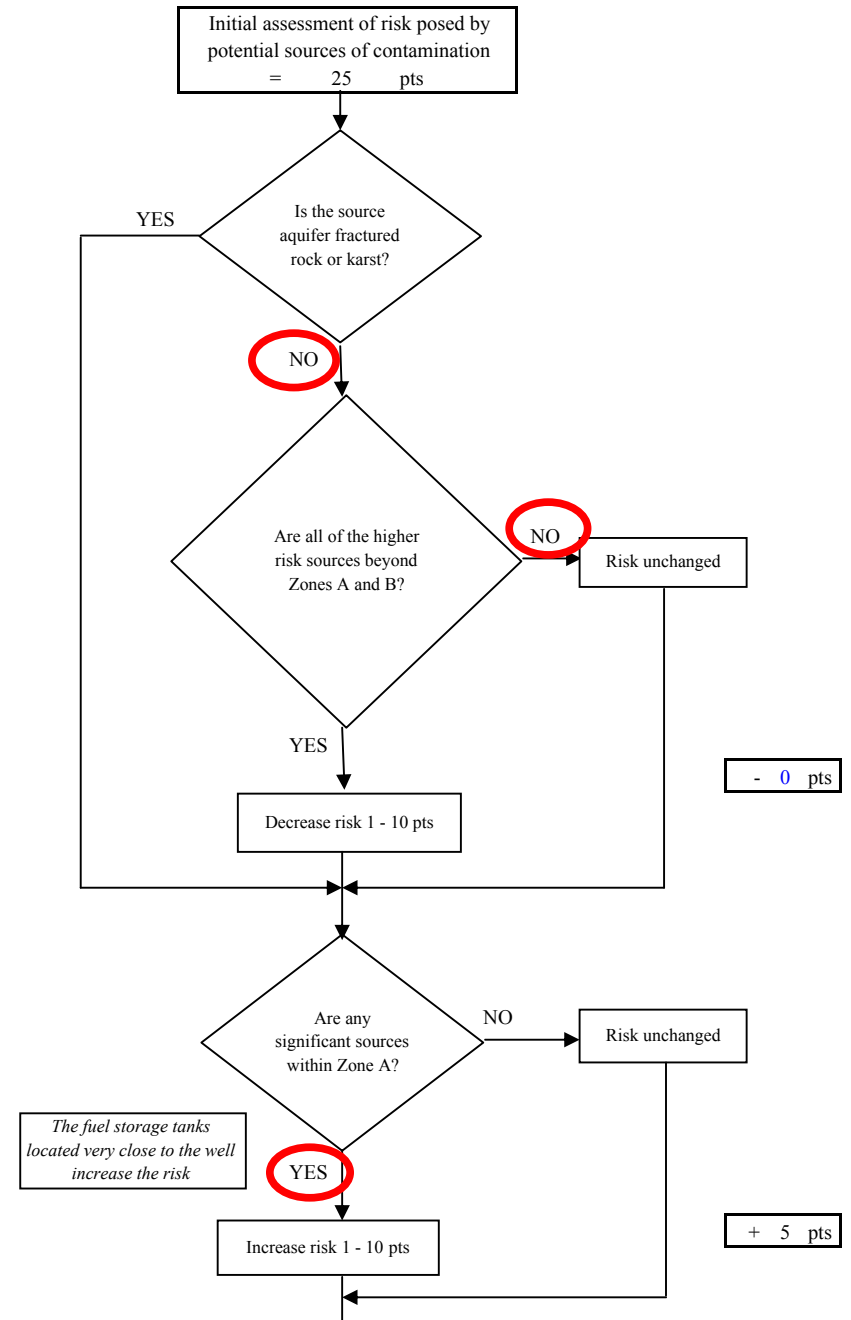 Initial assessment of risk posed by
potential sources of contamination
= 25 pts
Is the source
aquifer fractured
rock or karst?
YES
NO
Are all of the higher
risk sources beyond
Zones A and B?
NO
Risk unchanged
YES
- 0 pts
Decrease risk 1 - 10 pts
Are any
significant sources
within Zone A?
NO
Risk unchanged
The fuel storage tanks
located very close to the well
increase the risk
YES
+ 5 pts
Increase risk 1 - 10 pts